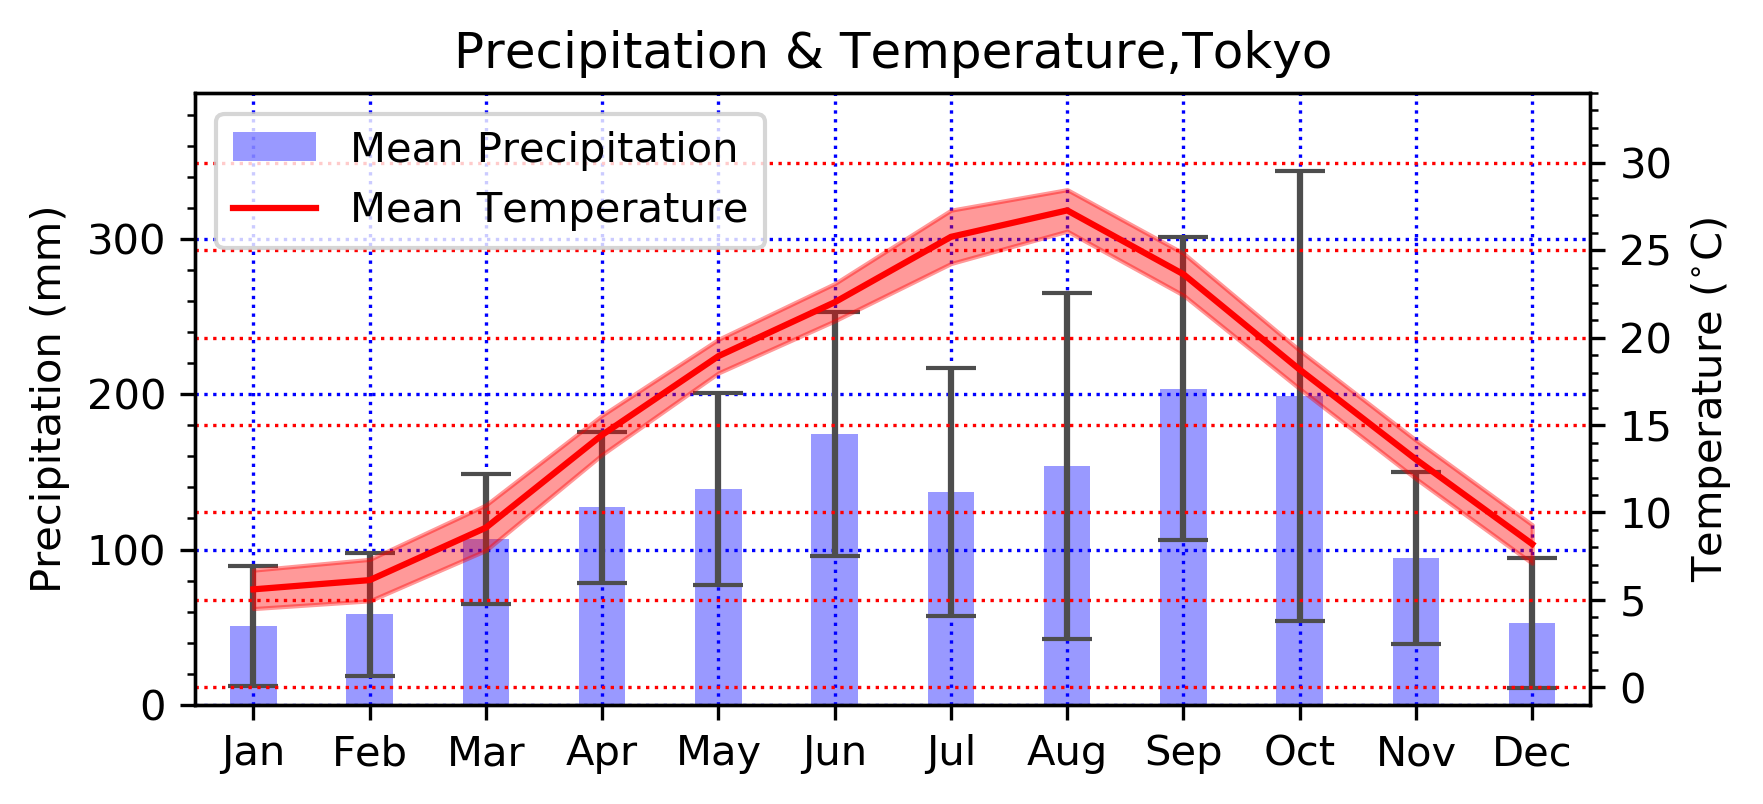 Precipitation & Temperature,Tokyo
Mean Precipitation
Mean Temperature
Precipitation (mm)
300
200
100
0
30
25
20
15
10
5
0
Temperature (°C)
Jan Feb Mar Apr May Jun Jul Aug Sep Oct Nov Dec